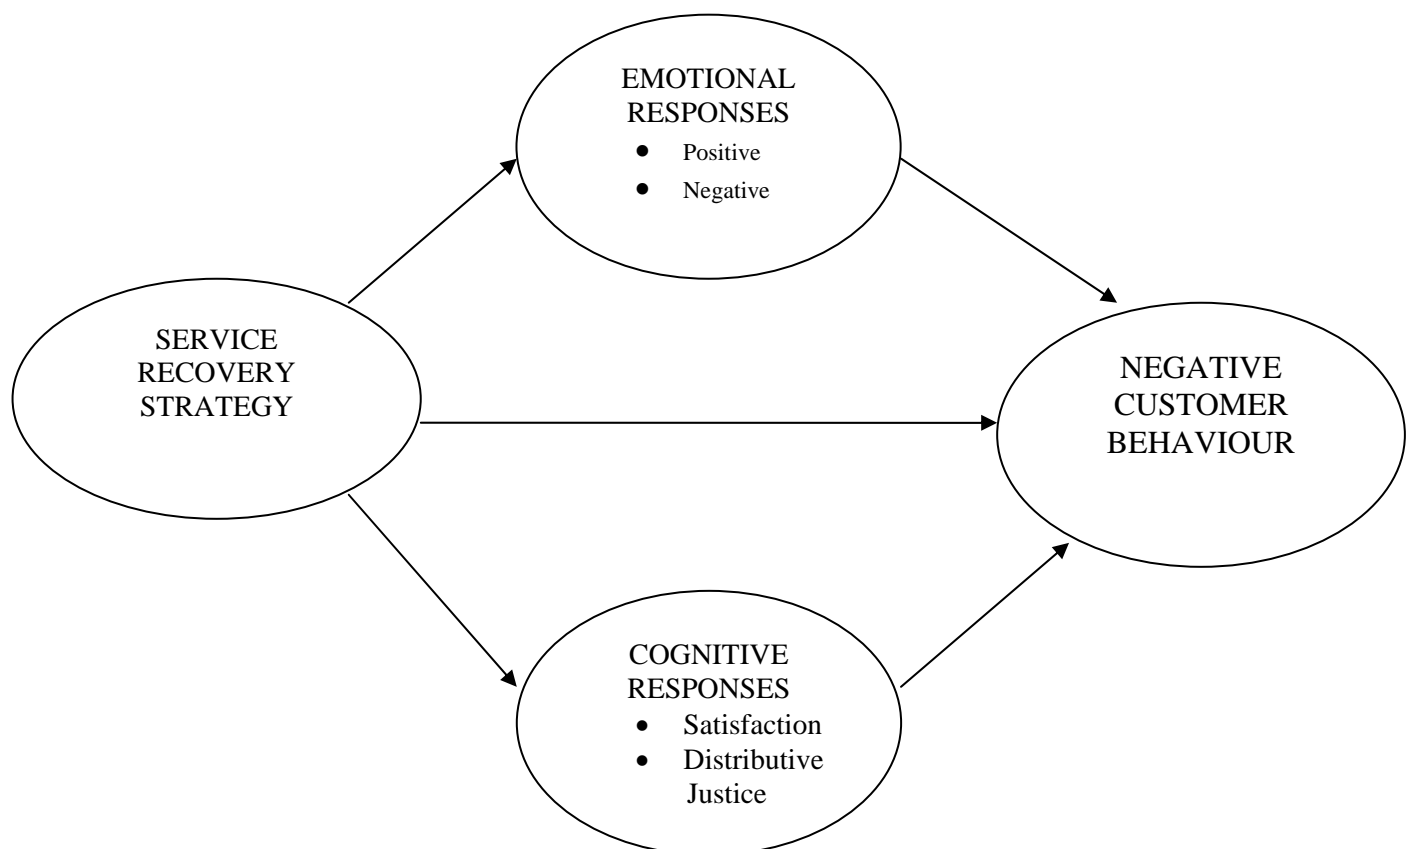 EMOTIONAL
RESPONSES
● Positive
● Negative
SERVICE
RECOVERY
STRATEGY
NEGATIVE
CUSTOMER
BEHAVIOUR
COGNITIVE
RESPONSES
● Satisfaction
● Distributive
Justice